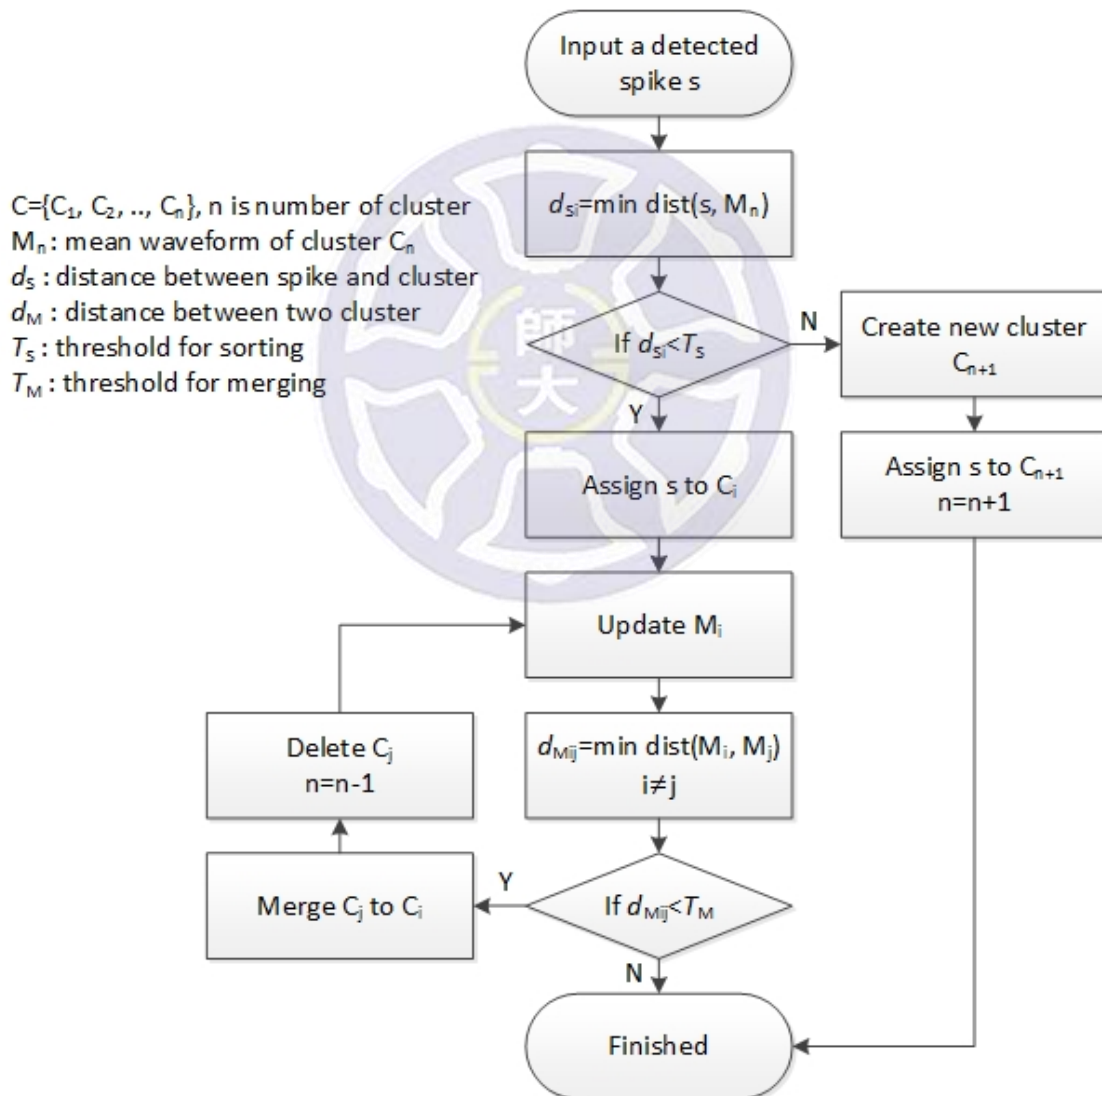 Input a detected
spike s
C={C₁, C₂, .., Cₙ}, n is number of cluster
Mₙ : mean waveform of cluster Cₙ
dₛ : distance between spike and cluster
d_M : distance between two cluster
Tₛ : threshold for sorting
T_M : threshold for merging
dₛᵢ=min dist(s, Mₙ)
師
大
If dₛᵢ<Tₛ
N
Create new cluster
Cₙ₊₁
Y
Assign s to Cᵢ
Assign s to Cₙ₊₁
n=n+1
Update Mᵢ
Delete Cⱼ
n=n-1
d_Mij=min dist(Mᵢ, Mⱼ)
i≠j
Merge Cⱼ to Cᵢ
Y
If d_Mij<T_M
N
Finished